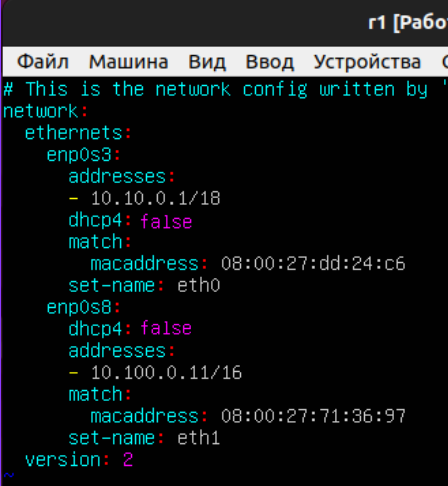 r1 [Рабо
Файл Машина Вид Ввод Устройства
# This is the network config written by '
network:
  ethernets:
    enp0s3:
      addresses:
      - 10.10.0.1/18
      dhcp4: false
      match:
        macaddress: 08:00:27:dd:24:c6
      set-name: eth0
    enp0s8:
      dhcp4: false
      addresses:
      - 10.100.0.11/16
      match:
        macaddress: 08:00:27:71:36:97
      set-name: eth1
  version: 2
~